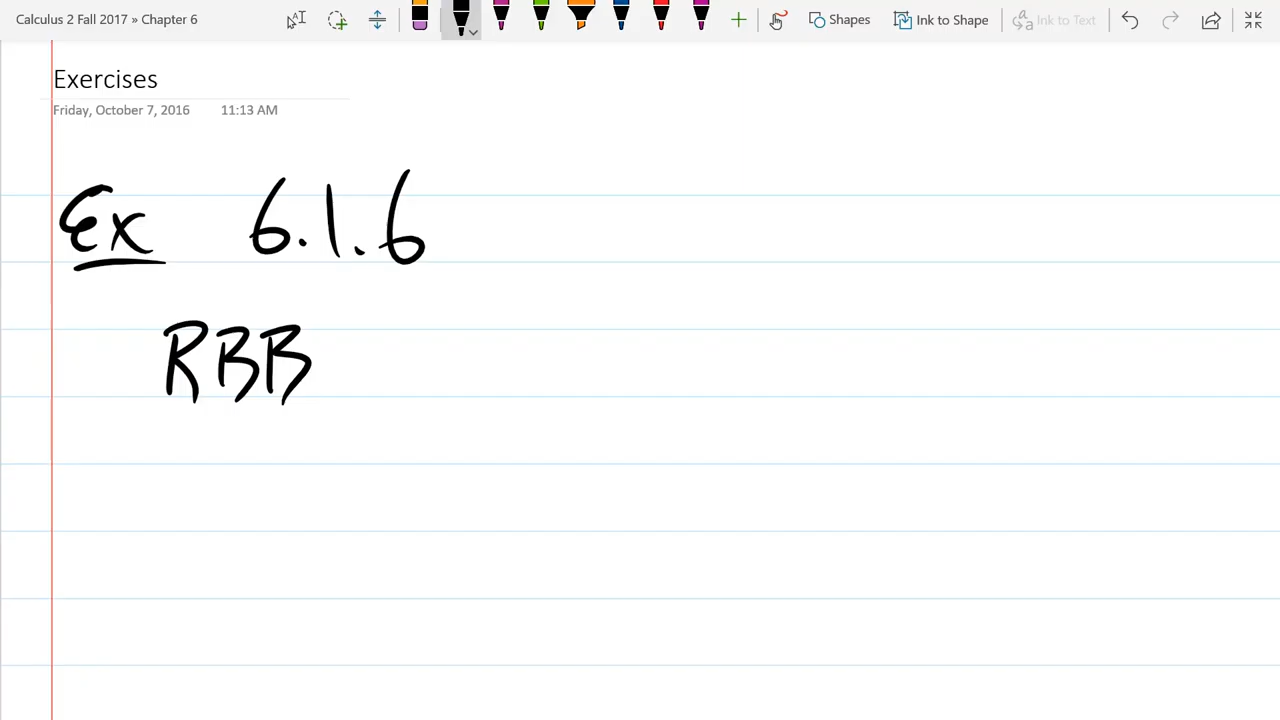 Calculus 2 Fall 2017 » Chapter 6
Shapes
Ink to Shape
Ink to Text
Exercises
Friday, October 7, 2016 11:13 AM
Ex 6.1.6
RBB